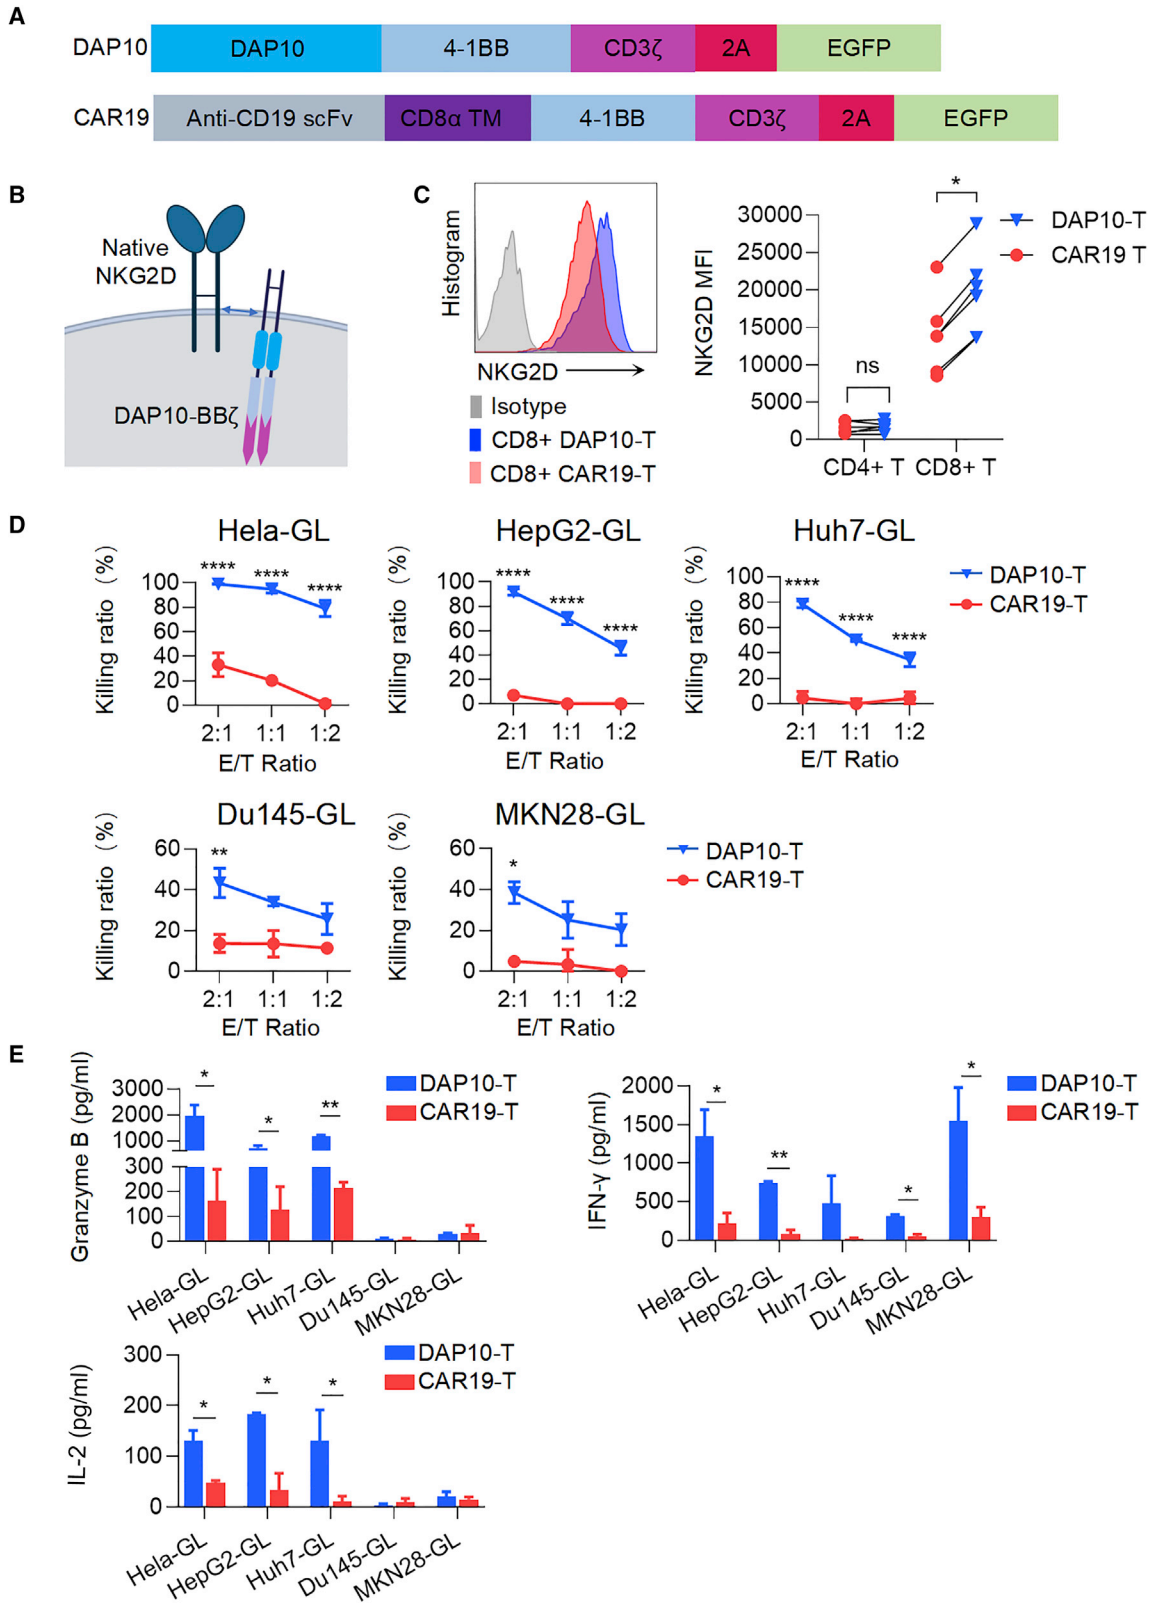 A
DAP10 DAP10 4-1BB CD3ζ 2A EGFP
CAR19 Anti-CD19 scFv CD8α TM 4-1BB CD3ζ 2A EGFP
B
Native
NKG2D
DAP10-BBζ
C
Histogram
NKG2D
Isotype
CD8+ DAP10-T
CD8+ CAR19-T
NKG2D MFI
30000
25000
20000
15000
10000
5000
0
ns
*
CD4+ T CD8+ T
DAP10-T
CAR19 T
D
Hela-GL
Killing ratio (%)
100
80
60
40
20
0
**** **** ****
2:1 1:1 1:2
E/T Ratio
HepG2-GL
Killing ratio (%)
100
80
60
40
20
0
**** **** ****
2:1 1:1 1:2
E/T Ratio
Huh7-GL
Killing ratio (%)
100
80
60
40
20
0
**** **** ****
2:1 1:1 1:2
E/T Ratio
DAP10-T
CAR19-T
Du145-GL
Killing ratio (%)
60
40
20
0
**
2:1 1:1 1:2
E/T Ratio
MKN28-GL
Killing ratio (%)
60
40
20
0
*
2:1 1:1 1:2
E/T Ratio
DAP10-T
CAR19-T
E
Granzyme B (pg/ml)
3000
2000
1000
300
200
100
0
* * **
Hela-GL HepG2-GL Huh7-GL Du145-GL MKN28-GL
DAP10-T
CAR19-T
IFN-γ (pg/ml)
2000
1500
1000
500
0
* ** * *
Hela-GL HepG2-GL Huh7-GL Du145-GL MKN28-GL
DAP10-T
CAR19-T
IL-2 (pg/ml)
300
200
100
0
* * *
Hela-GL HepG2-GL Huh7-GL Du145-GL MKN28-GL
DAP10-T
CAR19-T